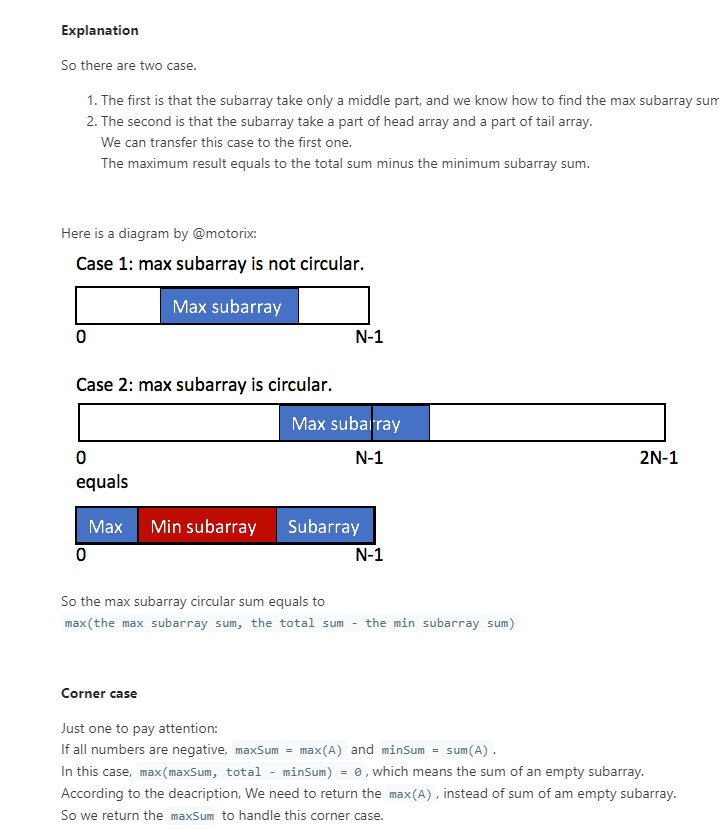 Explanation
So there are two case.
1. The first is that the subarray take only a middle part, and we know how to find the max subarray sum
2. The second is that the subarray take a part of head array and a part of tail array.
We can transfer this case to the first one.
The maximum result equals to the total sum minus the minimum subarray sum.
Here is a diagram by @motorix:
Case 1: max subarray is not circular.
Max subarray
0 N-1
Case 2: max subarray is circular.
Max subarray
0 N-1 2N-1
equals
Max Min subarray Subarray
0 N-1
So the max subarray circular sum equals to
max(the max subarray sum, the total sum - the min subarray sum)
Corner case
Just one to pay attention:
If all numbers are negative, maxSum = max(A) and minSum = sum(A).
In this case, max(maxSum, total - minSum) = 0, which means the sum of an empty subarray.
According to the deacription, We need to return the max(A), instead of sum of am empty subarray.
So we return the maxSum to handle this corner case.